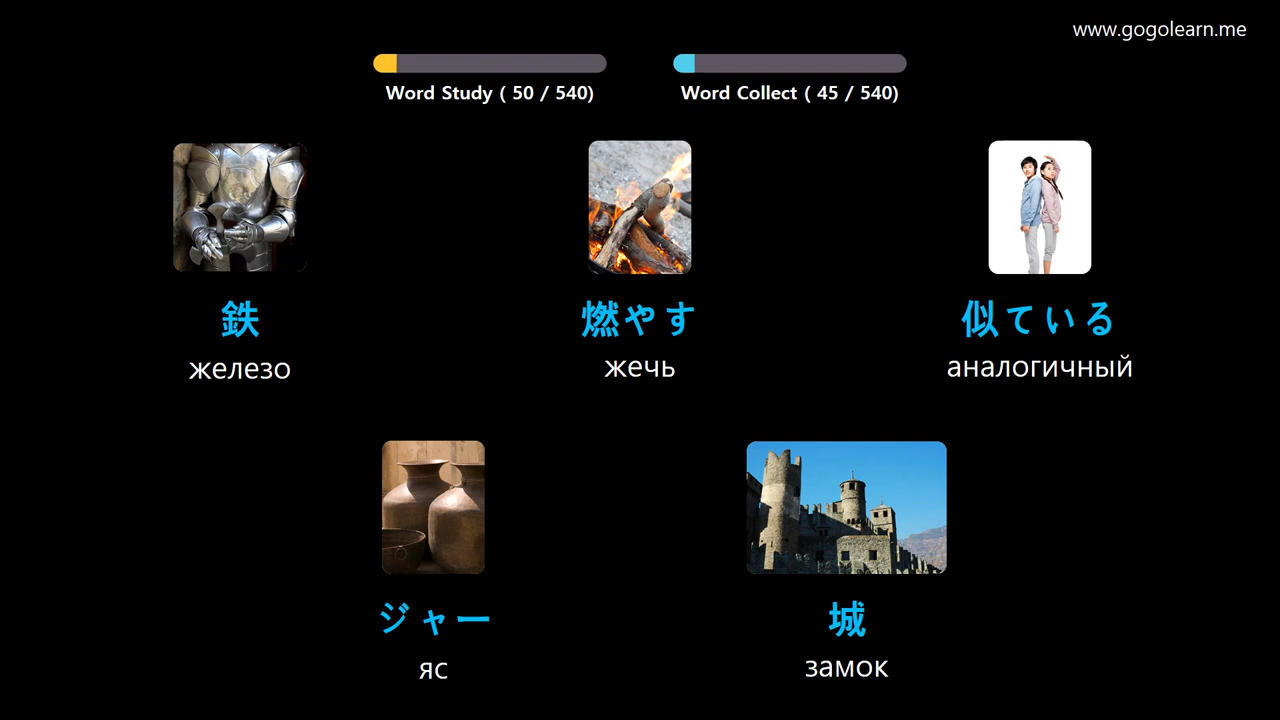 www.gogolearn.me
Word Study ( 50 / 540)
Word Collect ( 45 / 540)
鉄
железо
燃やす
жечь
似ている
аналогичный
ジャー
яс
城
замок